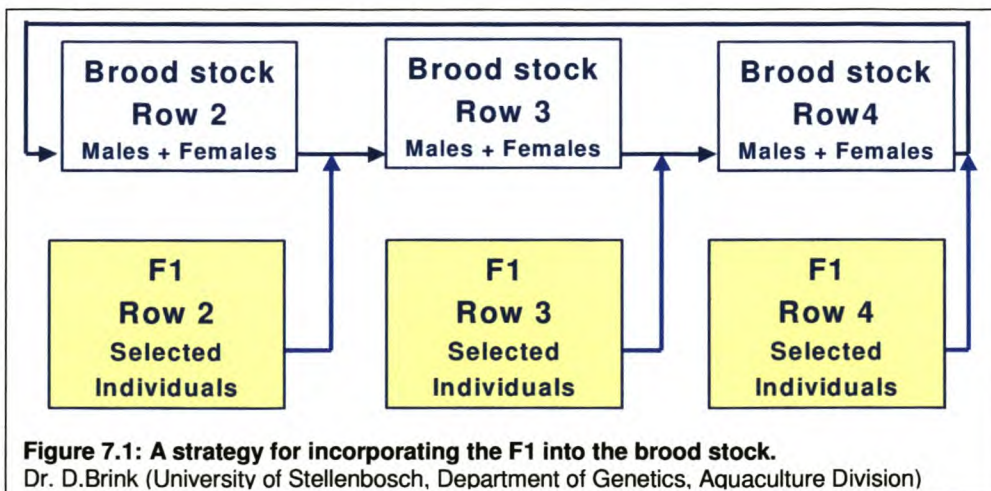 Brood stock
Row 2
Males + Females
Brood stock
Row 3
Males + Females
Brood stock
Row4
Males + Females
F1
Row 2
Selected
Individuals
F1
Row 3
Selected
Individuals
F1
Row 4
Selected
Individuals
Figure 7.1: A strategy for incorporating the F1 into the brood stock.
Dr. D.Brink (University of Stellenbosch, Department of Genetics, Aquaculture Division)